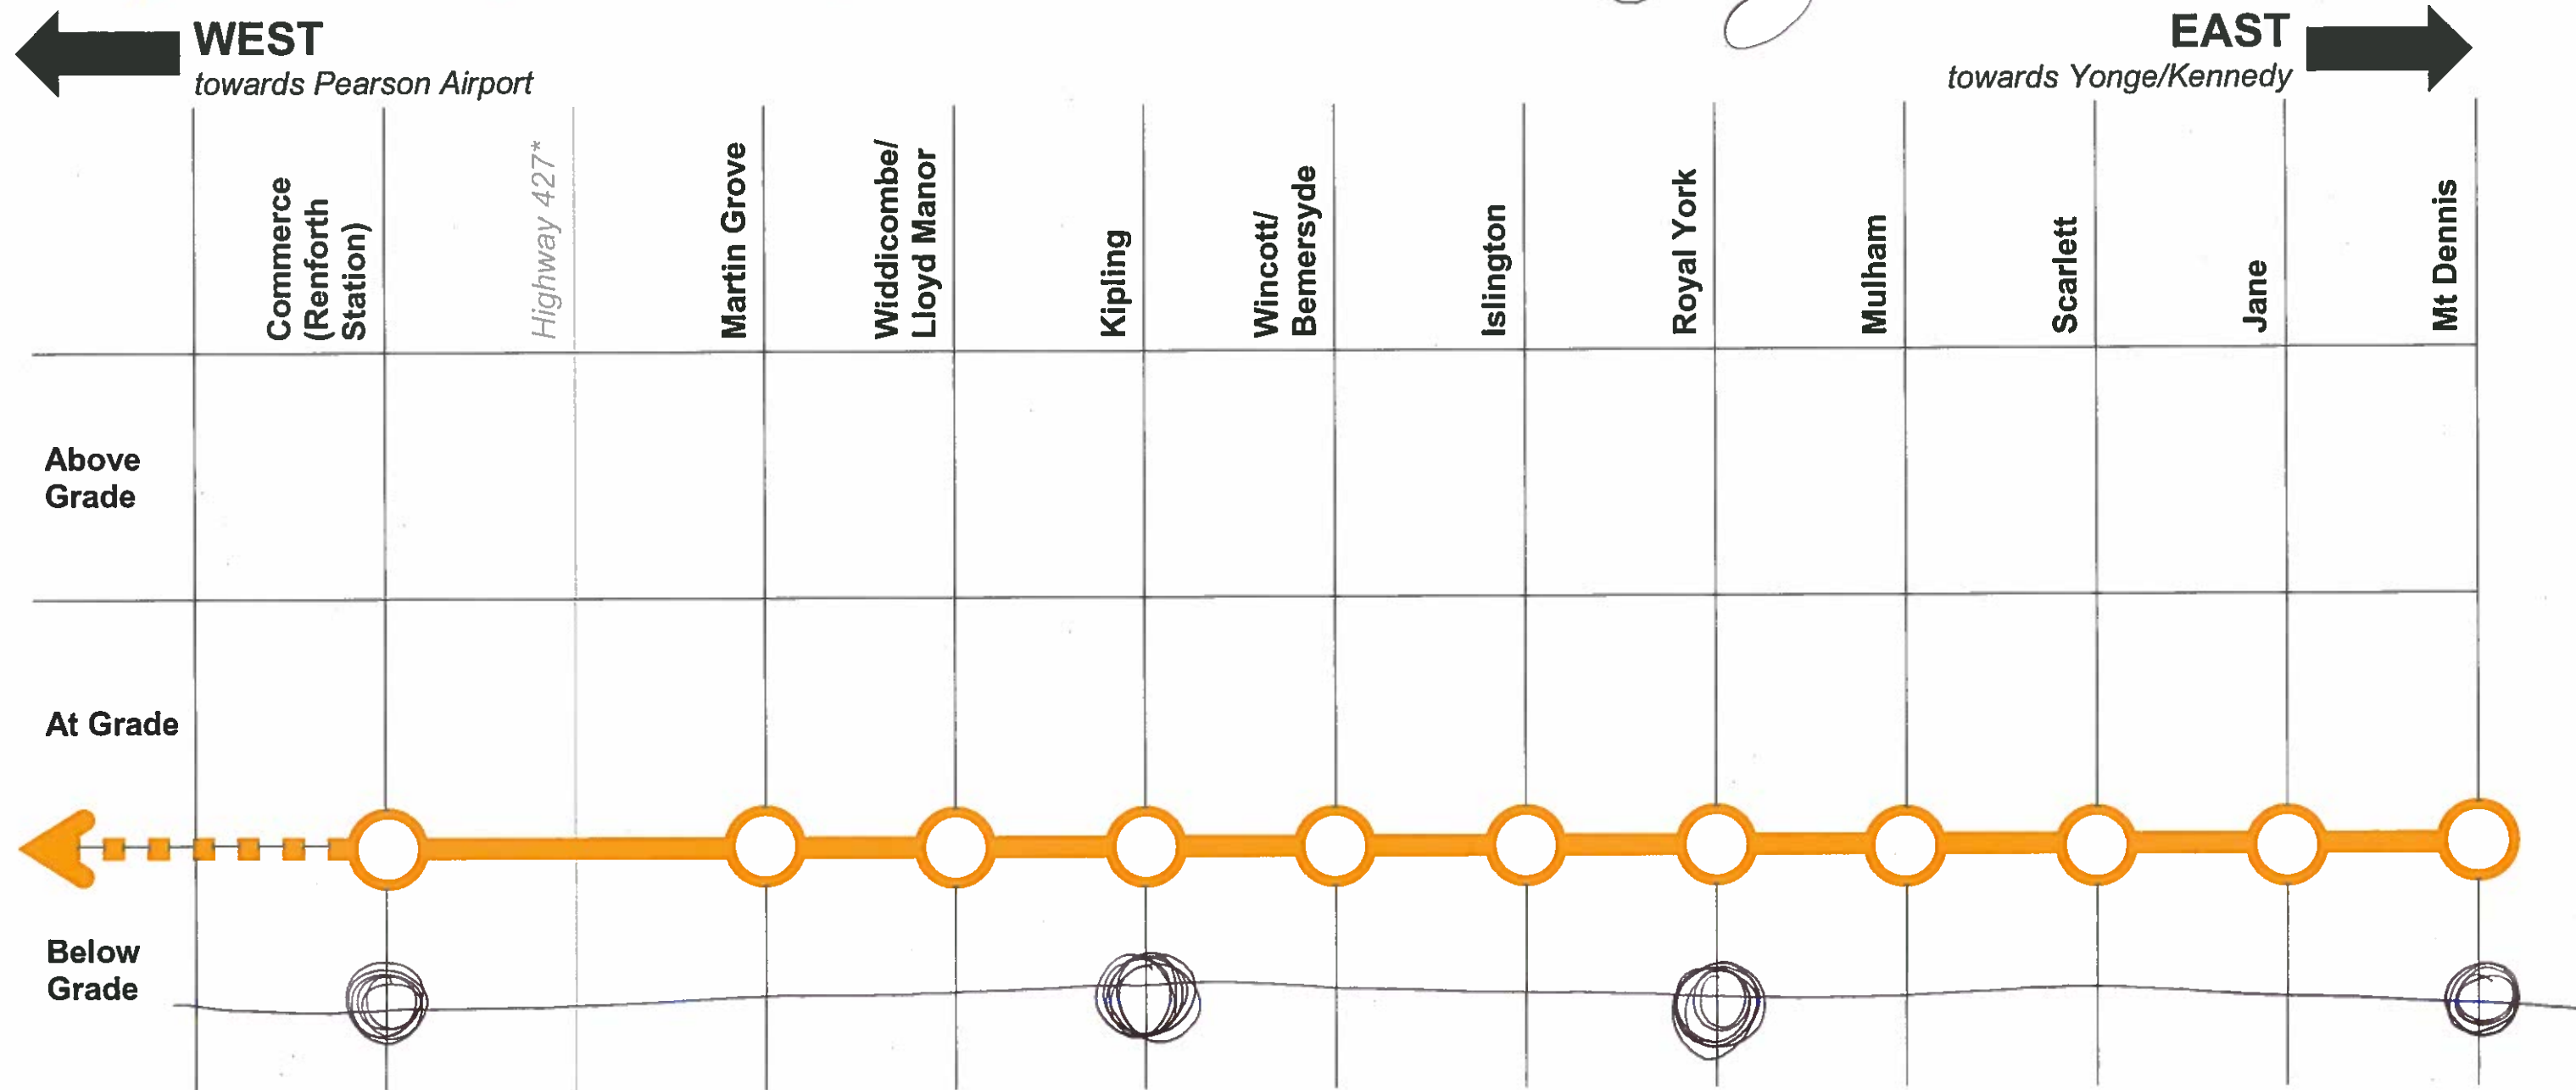 WEST
towards Pearson Airport
EAST
towards Yonge/Kennedy
Commerce
(Renforth
Station)
Highway 427*
Martin Grove
Widdicombe/
Lloyd Manor
Kipling
Wincott/
Bemersyde
Islington
Royal York
Mulham
Scarlett
Jane
Mt Dennis
Above
Grade
At Grade
Below
Grade